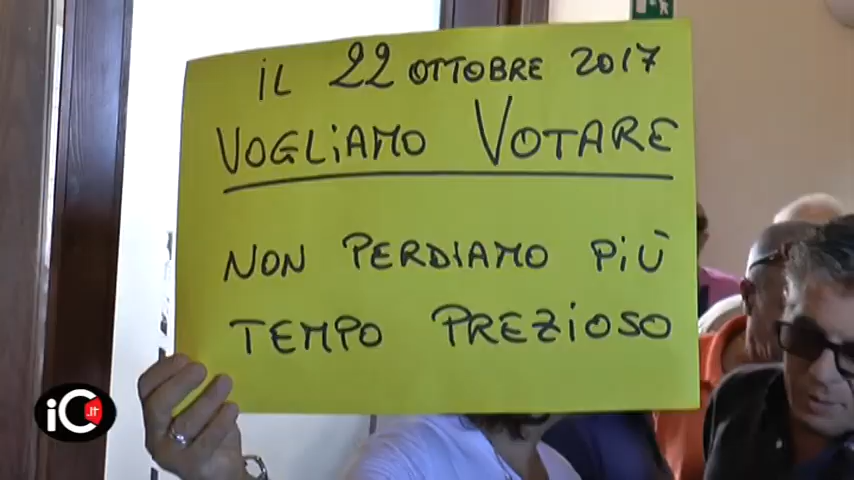 iL 22 OTTOBRE 2017
VOGLiAMO VOTARE
NON PERDIAMO PiÙ
TEMPO PREZIOSO
iC.iT